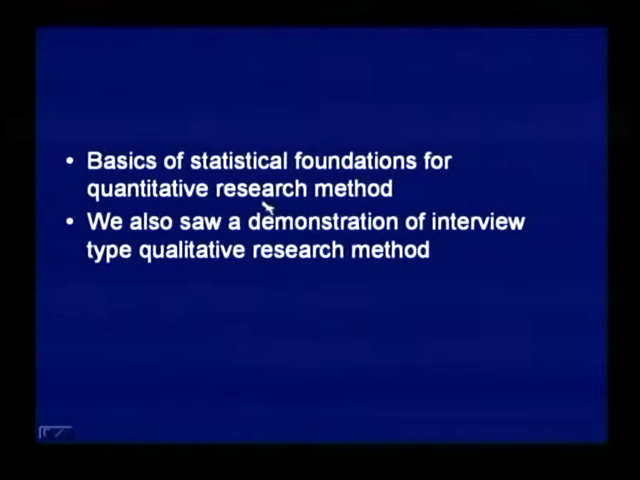 • Basics of statistical foundations for
quantitative research method
• We also saw a demonstration of interview
type qualitative research method